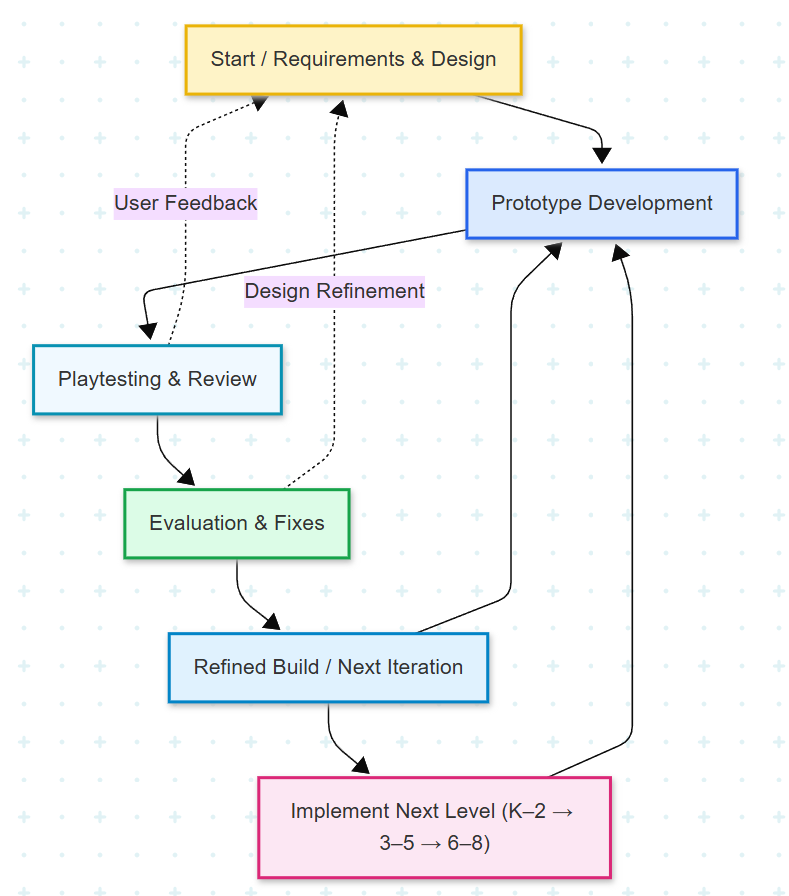 Start / Requirements & Design
Prototype Development
User Feedback
Design Refinement
Playtesting & Review
Evaluation & Fixes
Refined Build / Next Iteration
Implement Next Level (K–2 →
3–5 → 6–8)